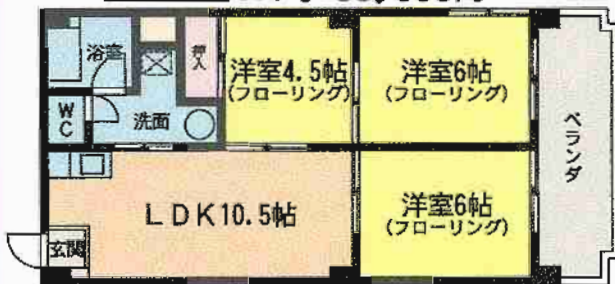 浴室
押入
洋室4.5帖
(フローリング)
洋室6帖
(フローリング)
WC
洗面
ベランダ
LDK10.5帖
洋室6帖
(フローリング)
玄関